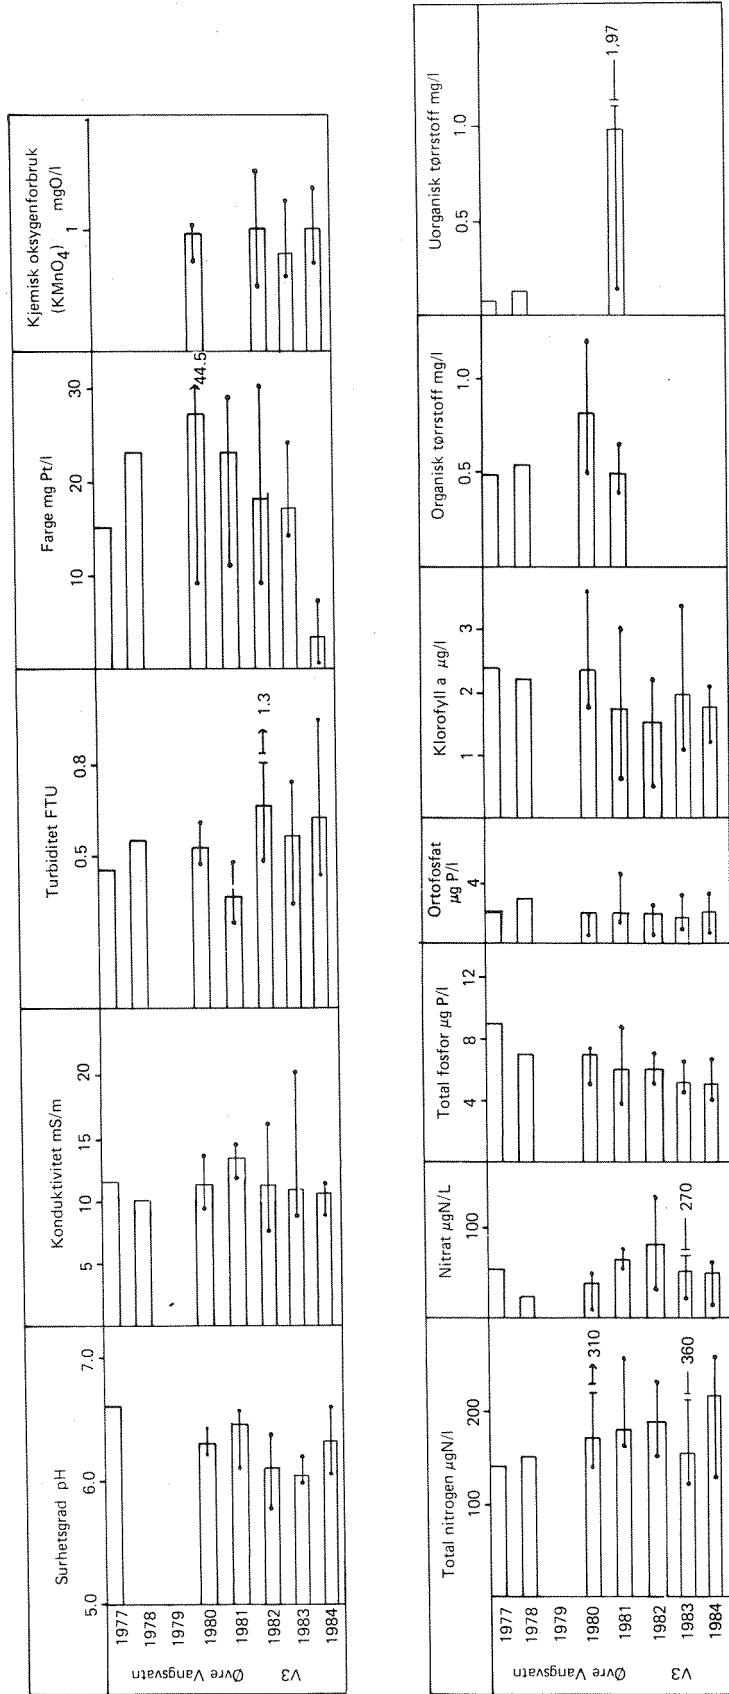 Surhetsgrad pH
5.0 6.0 7.0
Konduktivitet mS/m
5 10 15 20
Turbiditet FTU
0.5 0.8
1.3
Farge mg Pt/l
10 20 30
44.5
Kjemisk oksygenforbruk
(KMnO4) mgO/l
1
1977
1978
1979
1980
1981
1982
1983
1984
Øvre Vangsvatn
V3
Total nitrogen µgN/l
100 200
310
360
Nitrat µgN/L
100
270
Total fosfor µg P/l
4 8 12
Ortofosfat
µg P/l
4
Klorofyll a µg/l
1 2 3
Organisk tørrstoff mg/l
0.5 1.0
Uorganisk tørrstoff mg/l
0.5 1.0
1,97
1977
1978
1979
1980
1981
1982
1983
1984
Øvre Vangsvatn
V3